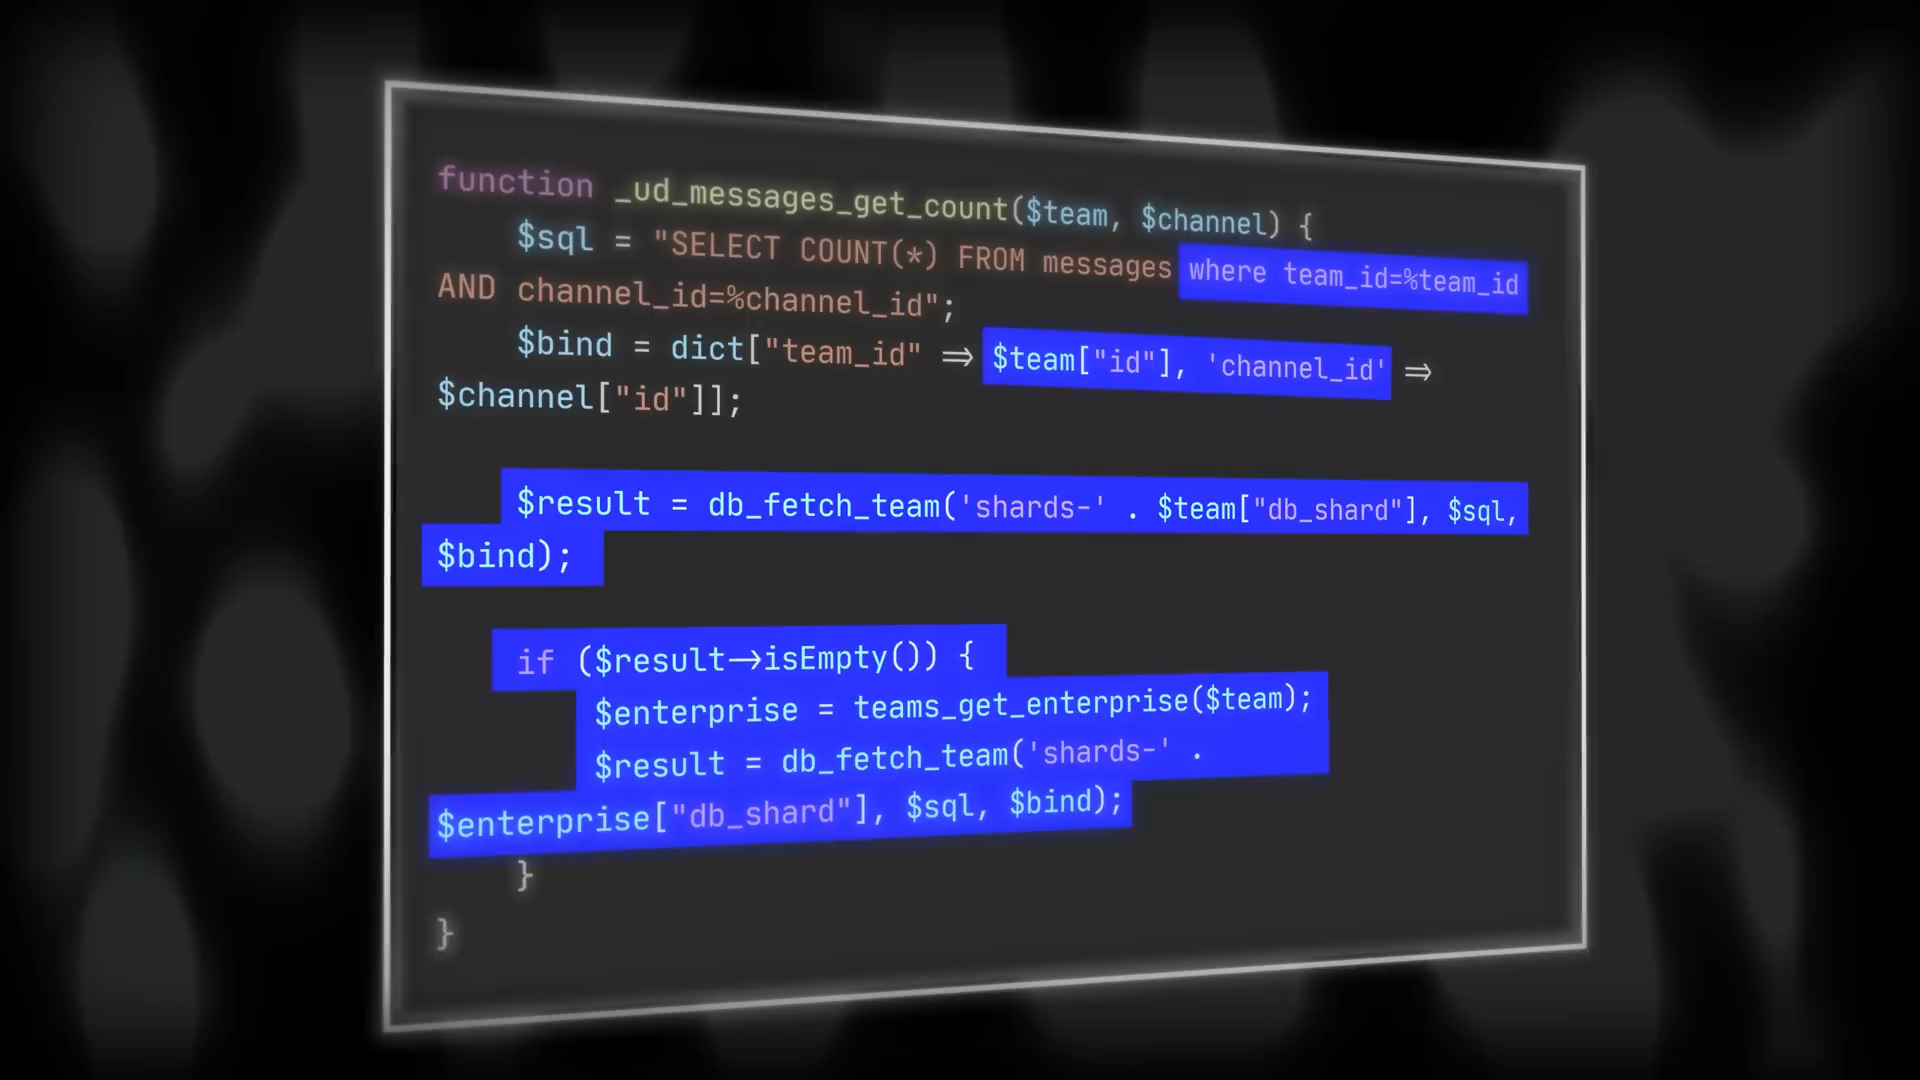 function _ud_messages_get_count($team, $channel) {
$sql = "SELECT COUNT(*) FROM messages where team_id=%team_id
AND channel_id=%channel_id";
$bind = dict["team_id" => $team["id"], 'channel_id' =>
$channel["id"]];
$result = db_fetch_team('shards-' . $team["db_shard"], $sql,
$bind);
if ($result->isEmpty()) {
$enterprise = teams_get_enterprise($team);
$result = db_fetch_team('shards-' .
$enterprise["db_shard"], $sql, $bind);
}
}